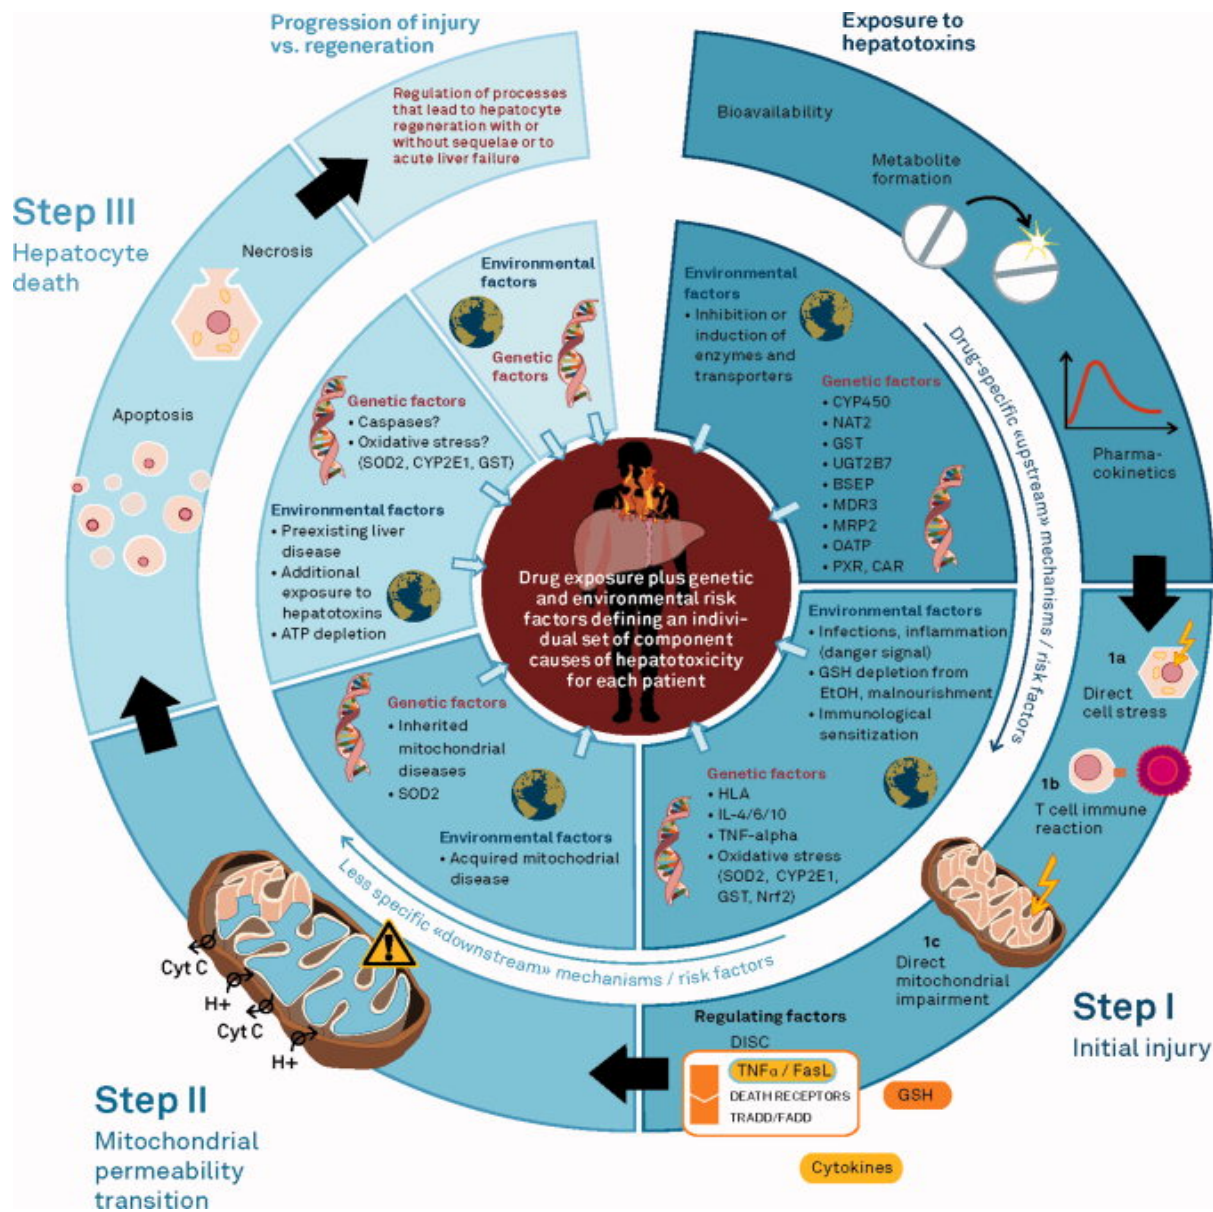 Progression of injury
vs. regeneration
Exposure to
hepatotoxins
Regulation of processes
that lead to hepatocyte
regeneration with or
without sequelae or to
acute liver failure
Bioavailability
Metabolite
formation
Pharma-
cokinetics
Drug-specific «upstream» mechanisms / risk factors
Environmental
factors
• Inhibition or
induction of
enzymes and
transporters
Genetic factors
• CYP450
• NAT2
• GST
• UGT2B7
• BSEP
• MDR3
• MRP2
• OATP
• PXR, CAR
Step I
Initial injury
1a
Direct
cell stress
1b
T cell immune
reaction
1c
Direct
mitochondrial
impairment
Environmental factors
• Infections, inflammation
(danger signal)
• GSH depletion from
EtOH, malnourishment
• Immunological
sensitization
Genetic factors
• HLA
• IL-4/6/10
• TNF-alpha
• Oxidative stress
(SOD2, CYP2E1,
GST, Nrf2)
Regulating factors
DISC
TNFα / FasL
DEATH RECEPTORS
TRADD/FADD
GSH
Cytokines
Less specific «downstream» mechanisms / risk factors
Step II
Mitochondrial
permeability
transition
Cyt C
H+
Cyt C
H+
Genetic factors
• Inherited
mitochondrial
diseases
• SOD2
Environmental factors
• Acquired mitochodrial
disease
Step III
Hepatocyte
death
Necrosis
Apoptosis
Genetic factors
• Caspases?
• Oxidative stress?
(SOD2, CYP2E1, GST)
Environmental factors
• Preexisting liver
disease
• Additional
exposure to
hepatotoxins
• ATP depletion
Environmental
factors
Genetic
factors
Drug exposure plus genetic
and environmental risk
factors defining an indivi-
dual set of component
causes of hepatotoxicity
for each patient